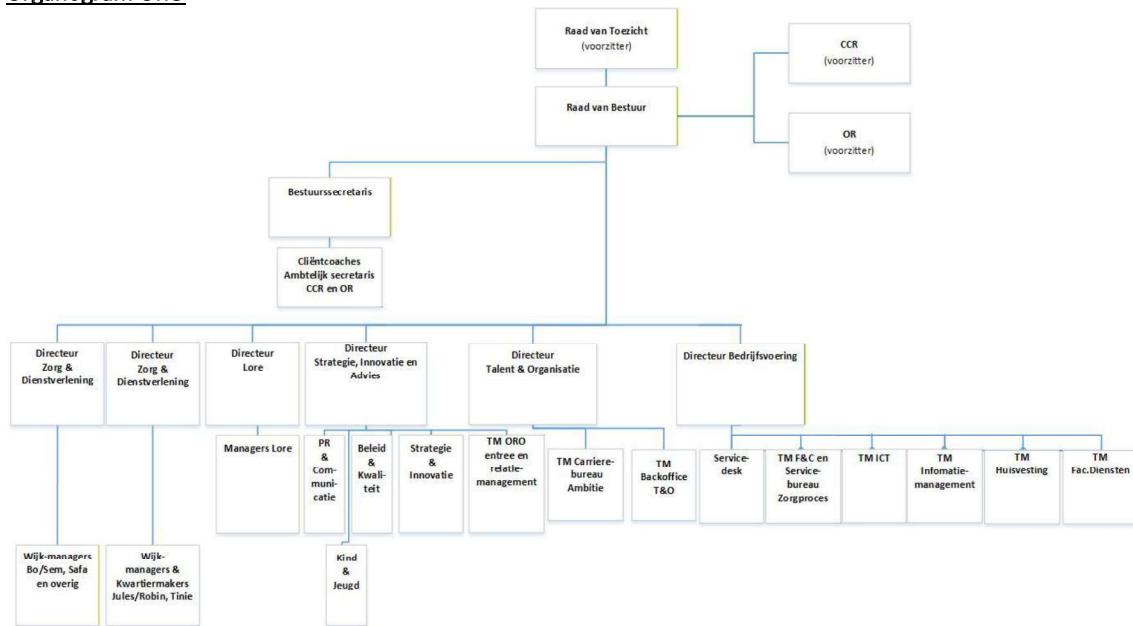 Organogram ORO
Raad van Toezicht
(voorzitter)
CCR
(voorzitter)
Raad van Bestuur
OR
(voorzitter)
Bestuurssecretaris
Cliëntcoaches
Ambtelijk secretaris
CCR en OR
Directeur
Zorg &
Dienstverlening
Directeur
Zorg &
Dienstverlening
Directeur
Lore
Directeur
Strategie, Innovatie en
Advies
Directeur
Talent & Organisatie
Directeur Bedrijfsvoering
Managers Lore
PR
&
Com-
muni-
catie
Beleid
&
Kwali-
teit
Strategie
&
Innovatie
TM ORO
entree en
relatie-
management
TM Carriere-
bureau
Ambitie
TM
Backoffice
T&O
Service-
desk
TM F&C en
Service-
bureau
Zorgproces
TM ICT
TM
Infomatie-
management
TM
Huisvesting
TM
Fac.Diensten
Wijk-managers
Bo/Sem, Safa
en overig
Wijk-
managers &
Kwartiermakers
Jules/Robin, Tinie
Kind
&
Jeugd